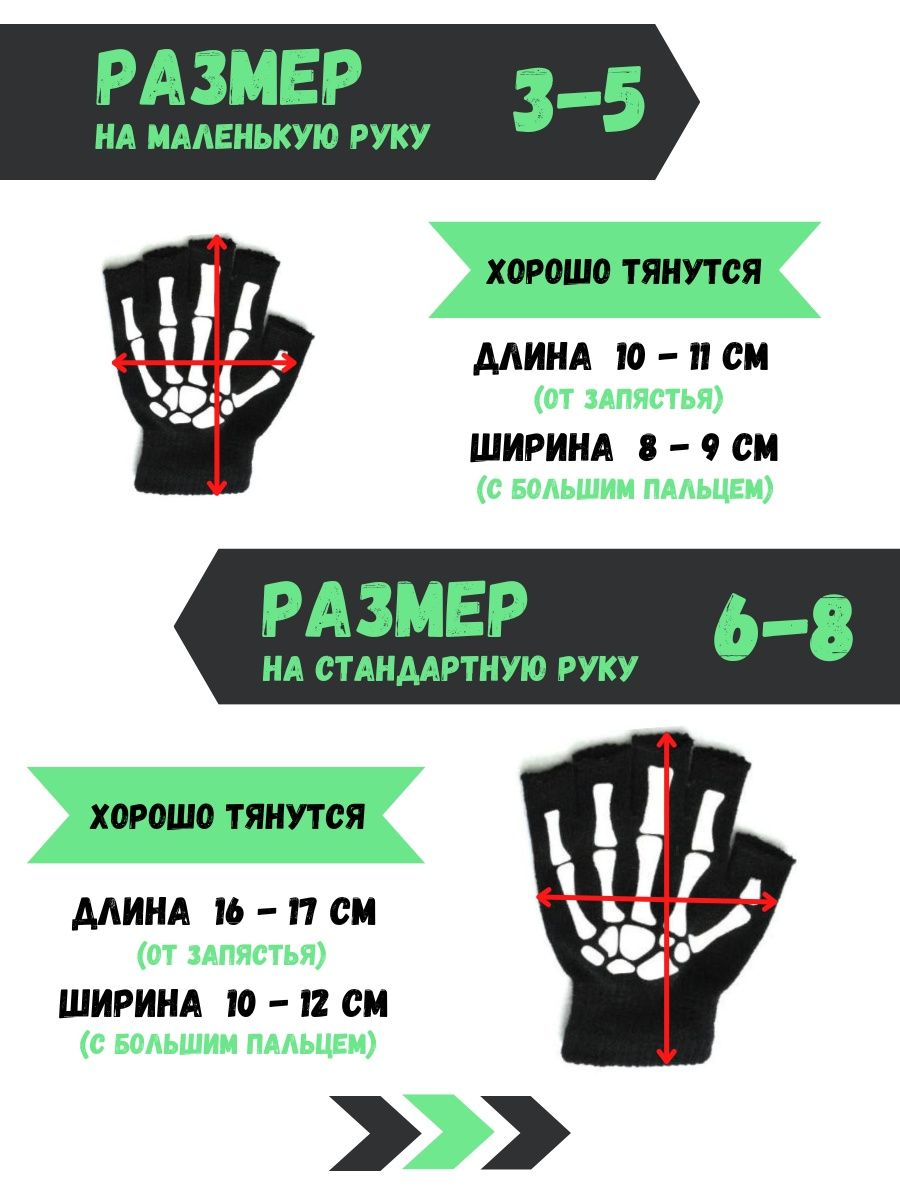 РАЗМЕР
НА МАЛЕНЬКУЮ РУКУ
3-5
ХОРОШО ТЯНУТСЯ
ДЛИНА 10 - 11 СМ
(ОТ ЗАПЯСТЬЯ)
ШИРИНА 8 - 9 СМ
(С БОЛЬШИМ ПАЛЬЦЕМ)
РАЗМЕР
НА СТАНДАРТНУЮ РУКУ
6-8
ХОРОШО ТЯНУТСЯ
ДЛИНА 16 - 17 СМ
(ОТ ЗАПЯСТЬЯ)
ШИРИНА 10 - 12 СМ
(С БОЛЬШИМ ПАЛЬЦЕМ)